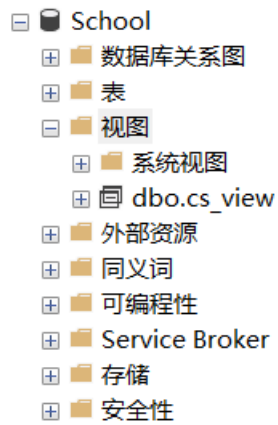 School
数据库关系图
表
视图
系统视图
dbo.cs_view
外部资源
同义词
可编程性
Service Broker
存储
安全性